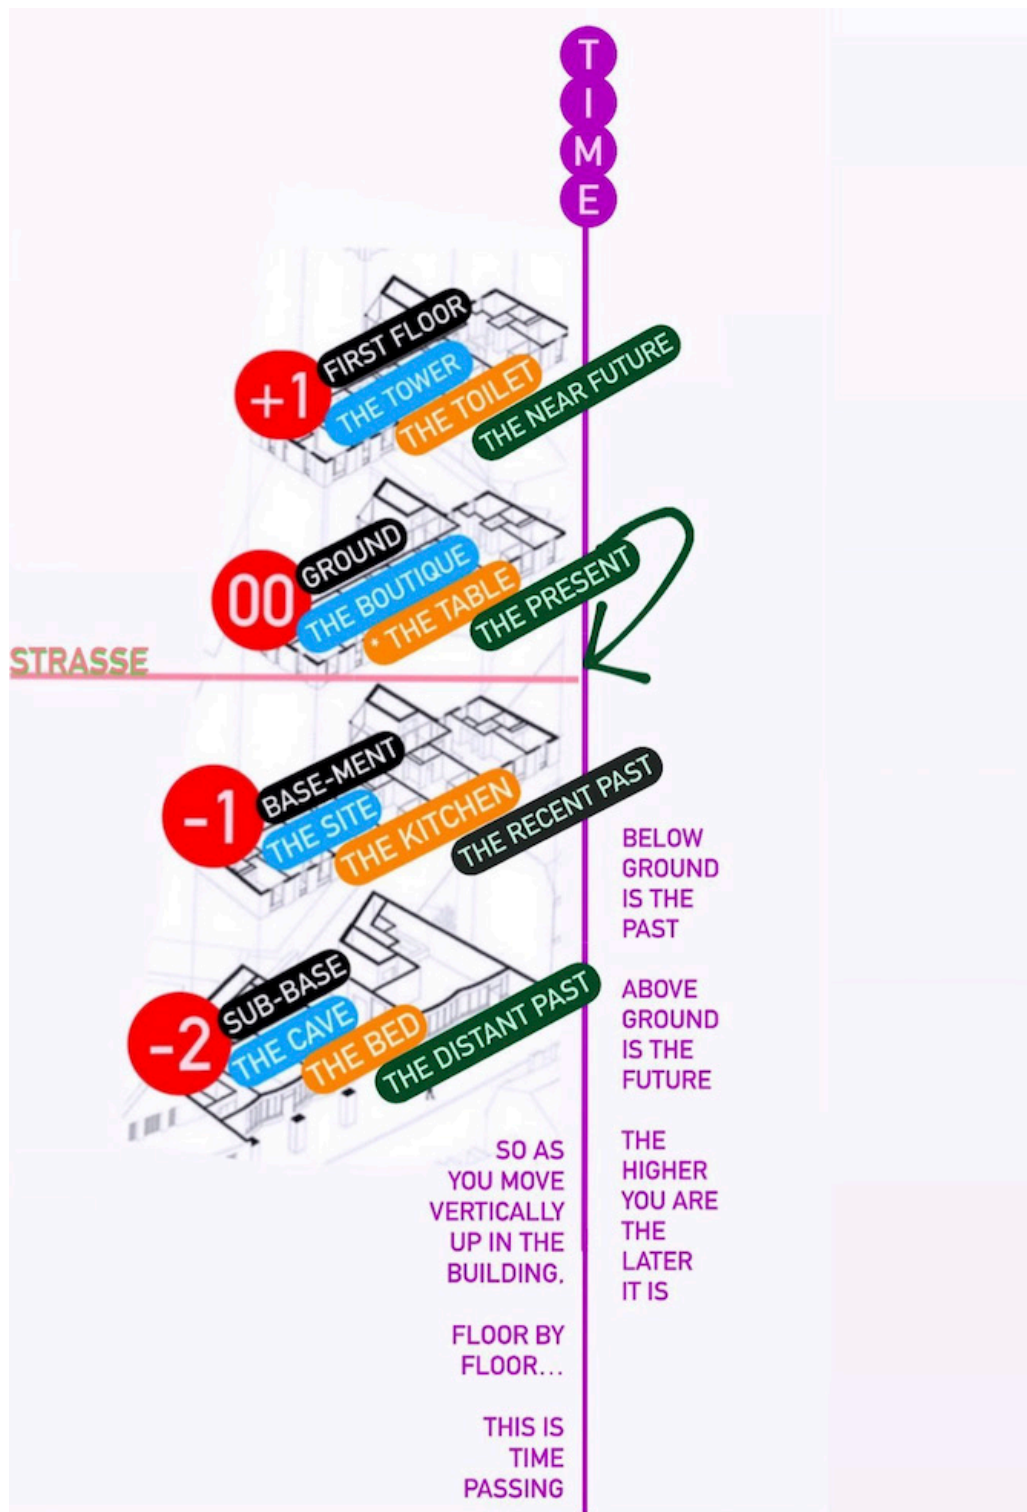 TIME
+1
FIRST FLOOR
THE TOWER
THE TOILET
THE NEAR FUTURE
00
GROUND
THE BOUTIQUE
* THE TABLE
THE PRESENT
STRASSE
-1
BASE-MENT
THE SITE
THE KITCHEN
THE RECENT PAST
-2
SUB-BASE
THE CAVE
THE BED
THE DISTANT PAST
BELOW
GROUND
IS THE
PAST
ABOVE
GROUND
IS THE
FUTURE
THE
HIGHER
YOU ARE
THE
LATER
IT IS
SO AS
YOU MOVE
VERTICALLY
UP IN THE
BUILDING,
FLOOR BY
FLOOR...
THIS IS
TIME
PASSING